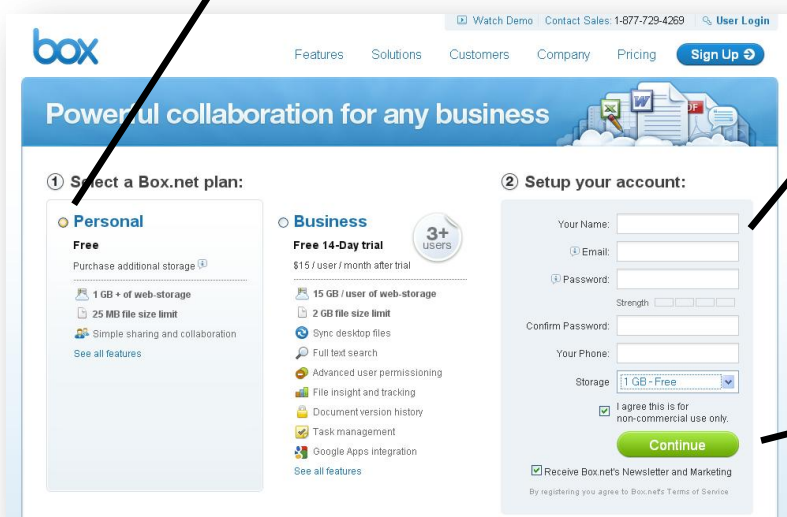 Watch Demo Contact Sales: 1-877-729-4269 User Login
box
Features Solutions Customers Company Pricing Sign Up
Powerful collaboration for any business
W
1 Select a Box.net plan:
Personal
Free
Purchase additional storage
1 GB + of web-storage
25 MB file size limit
Simple sharing and collaboration
See all features
Business
Free 14-Day trial
$15 / user / month after trial
3+
users
15 GB / user of web-storage
2 GB file size limit
Sync desktop files
Full text search
Advanced user permissioning
File insight and tracking
Document version history
Task management
Google Apps integration
See all features
2 Setup your account:
Your Name:
Email:
Password:
Strength
Confirm Password:
Your Phone:
Storage 1 GB - Free
I agree this is for
non-commercial use only.
Continue
Receive Box.net's Newsletter and Marketing
By registering you agree to Box.net's Terms of Service